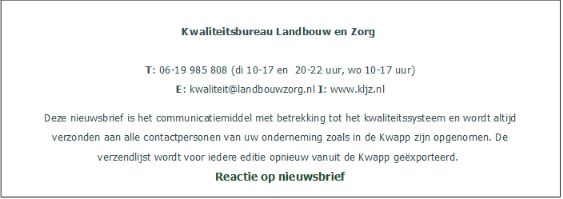 Kwaliteitsbureau Landbouw en Zorg
T: 06-19 985 808 (di 10-17 en 20-22 uur, wo 10-17 uur)
E: kwaliteit@landbouwzorg.nl I: www.kljz.nl
Deze nieuwsbrief is het communicatiemiddel met betrekking tot het kwaliteitssysteem en wordt altijd
verzonden aan alle contactpersonen van uw onderneming zoals in de Kwapp zijn opgenomen. De
verzendlijst wordt voor iedere editie opnieuw vanuit de Kwapp geëxporteerd.
Reactie op nieuwsbrief